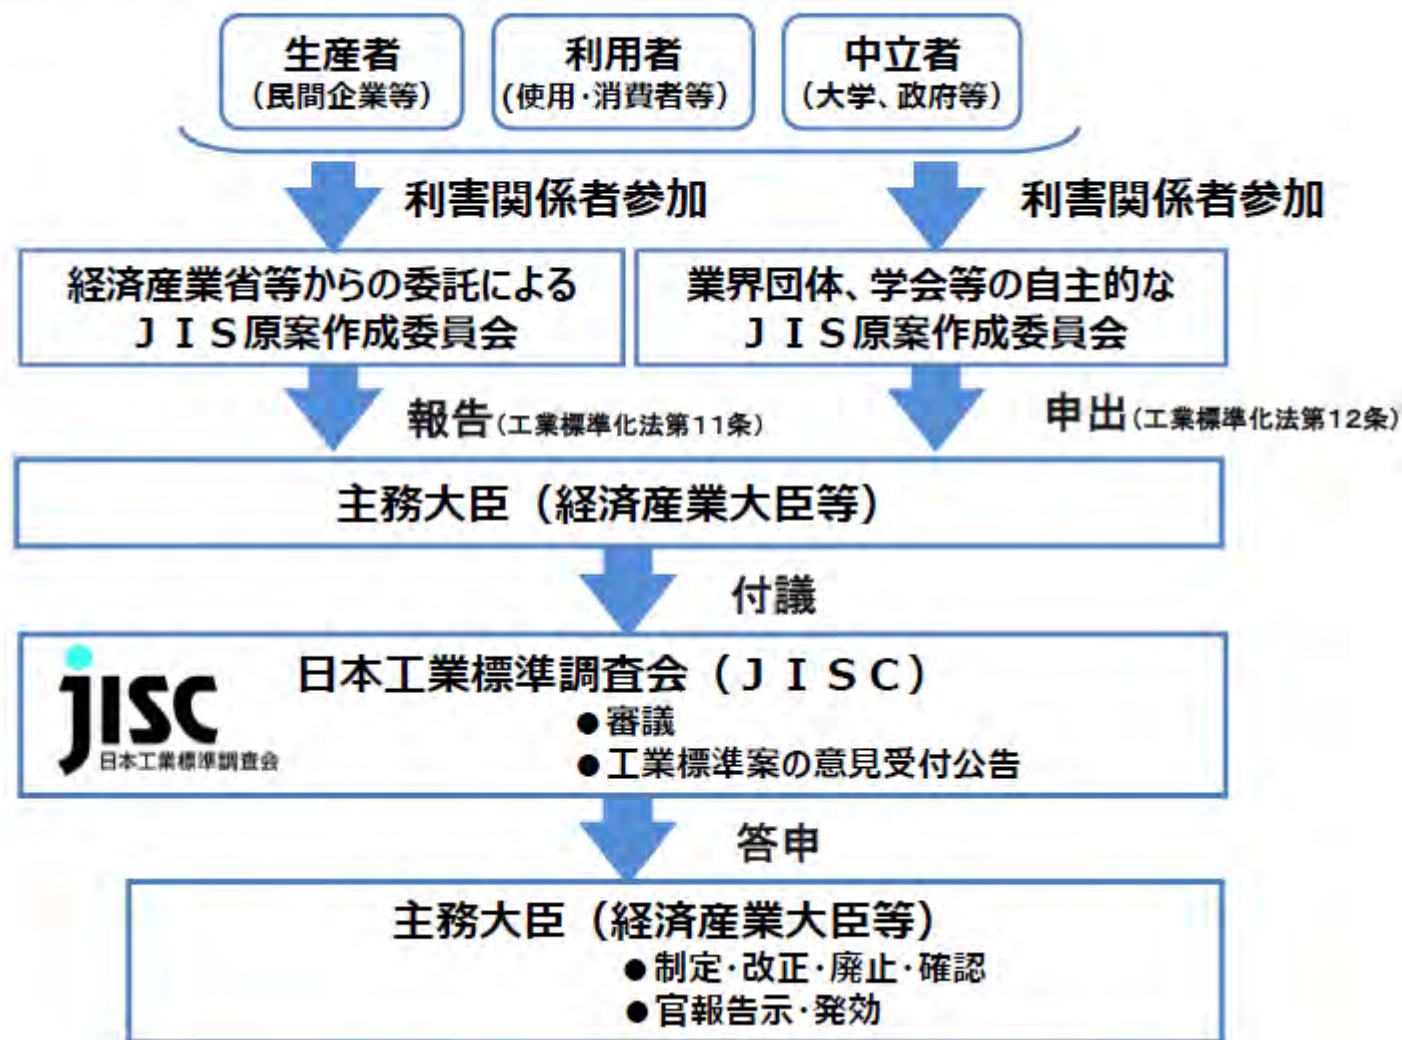 生産者
（民間企業等）
利用者
(使用・消費者等）
中立者
（大学、政府等）
利害関係者参加
利害関係者参加
経済産業省等からの委託による
ＪＩＳ原案作成委員会
業界団体、学会等の自主的な
ＪＩＳ原案作成委員会
報告（工業標準化法第11条）
申出（工業標準化法第12条）
主務大臣（経済産業大臣等）
付議
日本工業標準調査会（ＪＩＳＣ）
●審議
●工業標準案の意見受付公告
jISC
日本工業標準調査会
答申
主務大臣（経済産業大臣等）
●制定・改正・廃止・確認
●官報告示・発効